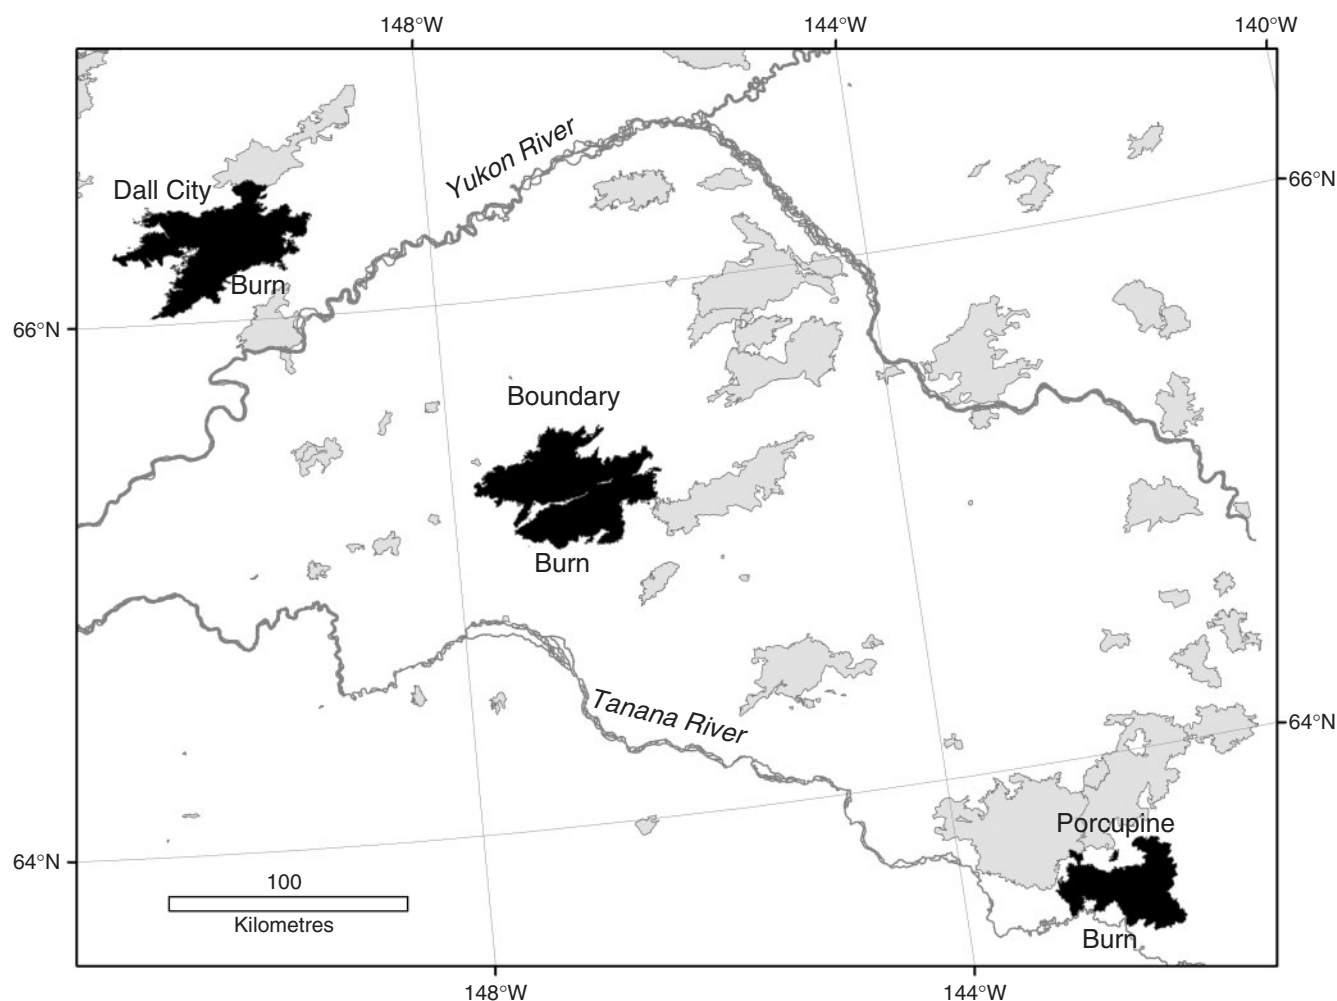 148°W
144°W
140°W
Yukon River
Dall City
66°N
Burn
66°N
Boundary
Burn
Tanana River
64°N
Porcupine
64°N
100
Kilometres
Burn
148°W
144°W